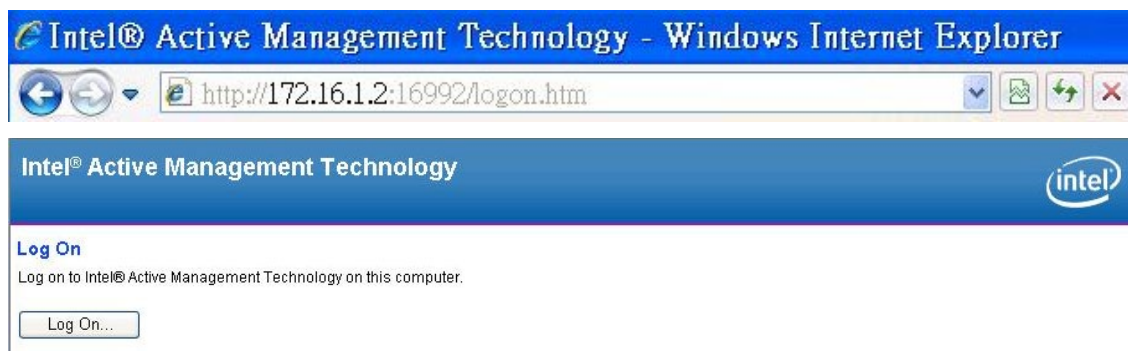 Intel® Active Management Technology - Windows Internet Explorer
http://172.16.1.2:16992/logon.htm
Intel® Active Management Technology
intel
Log On
Log on to Intel® Active Management Technology on this computer.
Log On...